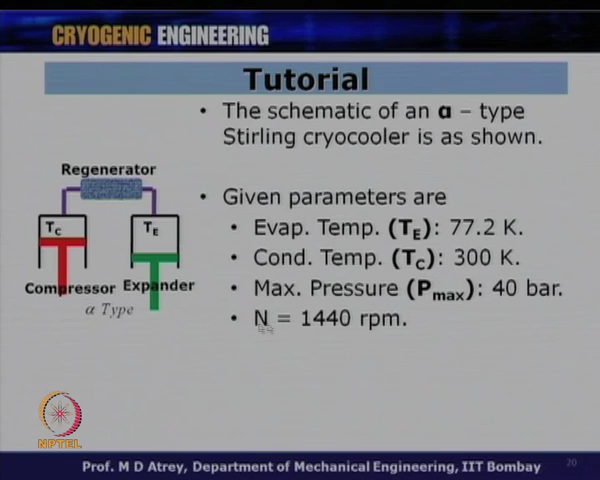 CRYOGENIC ENGINEERING
Tutorial
• The schematic of an α – type
Stirling cryocooler is as shown.
Regenerator
T_C
T_E
Compressor Expander
α Type
• Given parameters are
• Evap. Temp. (T_E): 77.2 K.
• Cond. Temp. (T_C): 300 K.
• Max. Pressure (P_max): 40 bar.
• N = 1440 rpm.
NPTEL
Prof. M D Atrey, Department of Mechanical Engineering, IIT Bombay
20